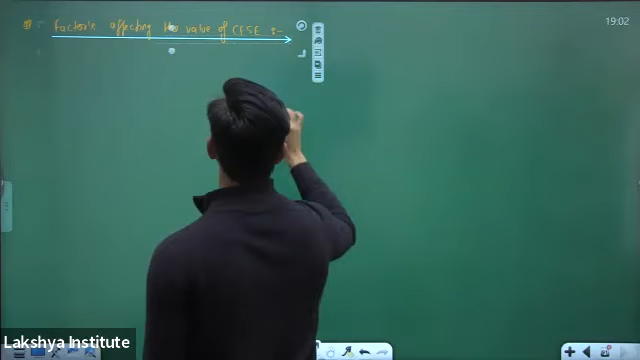 19:02
# :- Factors affecting the value of CFSE :-
Lakshya Institute